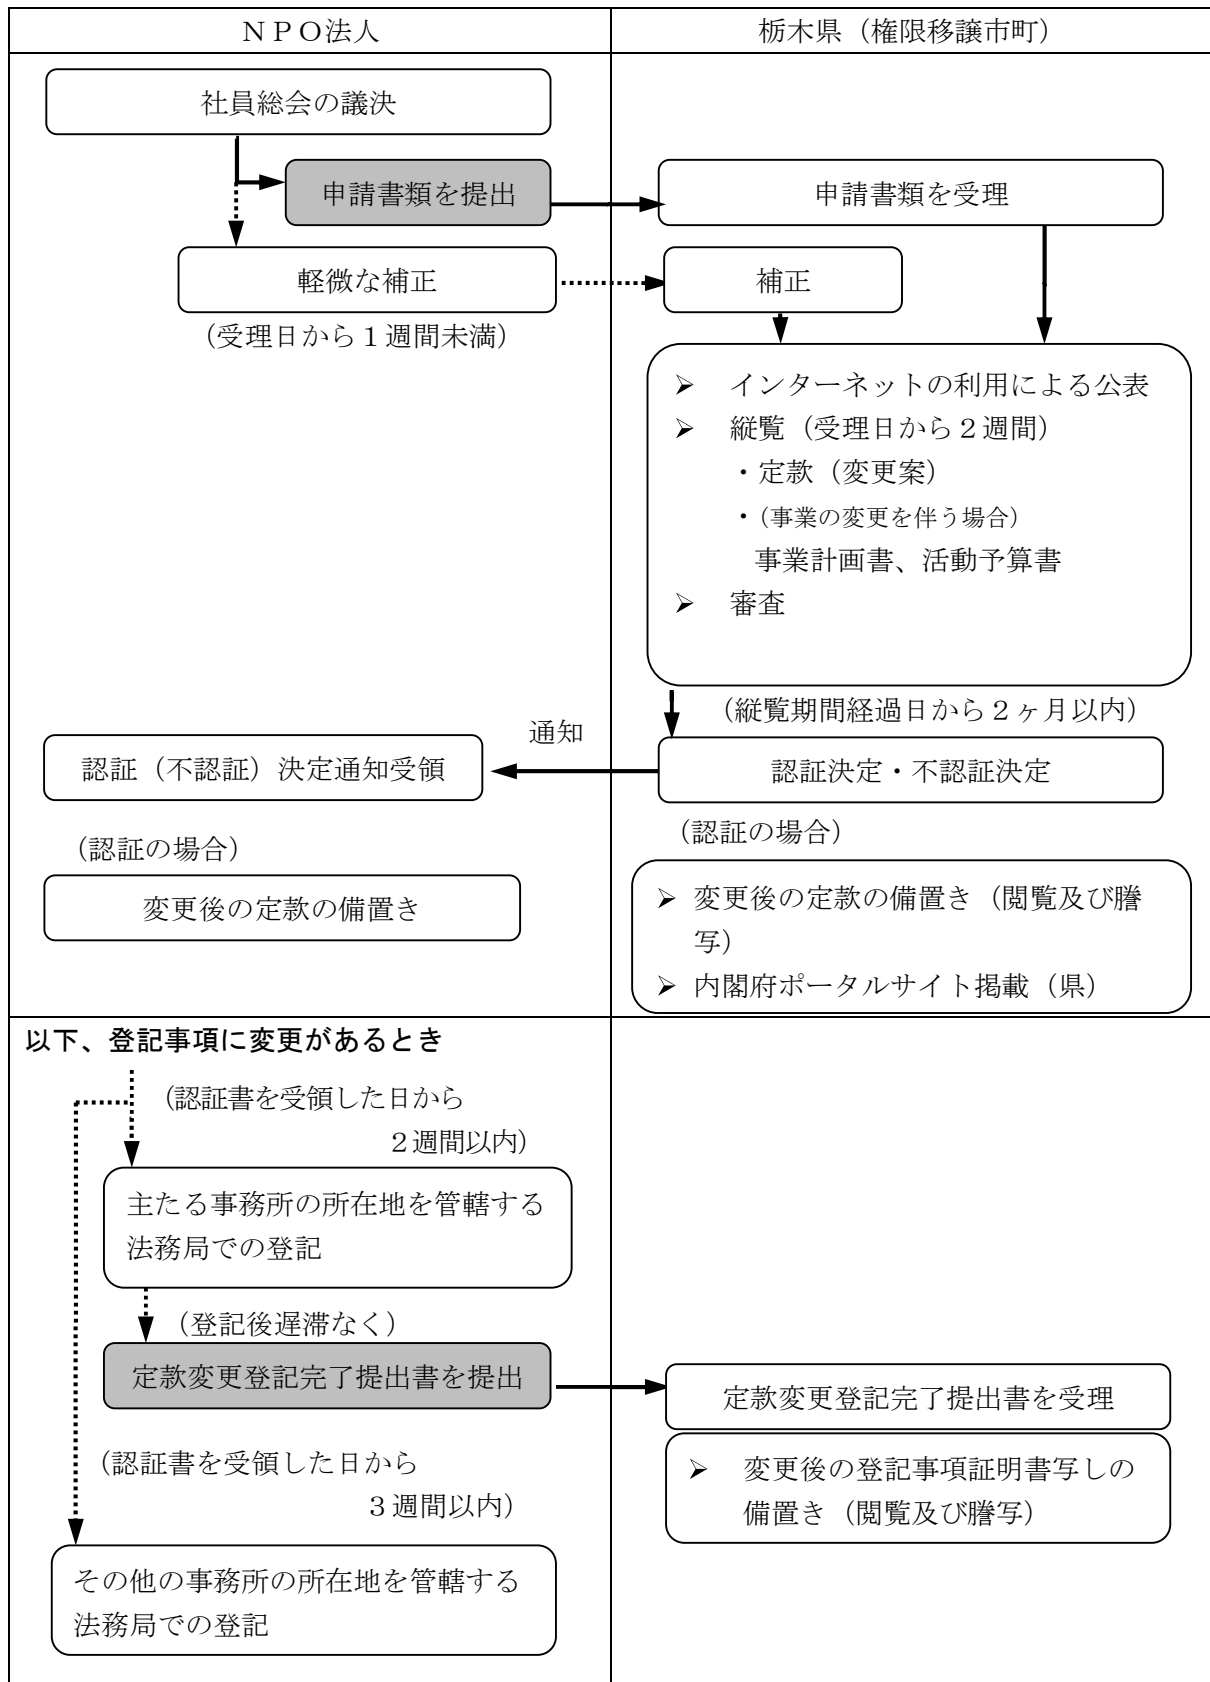 ＮＰＯ法人
栃木県（権限移譲市町）
社員総会の議決
申請書類を提出
申請書類を受理
軽微な補正
補正
（受理日から１週間未満）
➢ インターネットの利用による公表
➢ 縦覧（受理日から２週間）
・定款（変更案）
・（事業の変更を伴う場合）
事業計画書、活動予算書
➢ 審査
（縦覧期間経過日から２ヶ月以内）
通知
認証（不認証）決定通知受領
認証決定・不認証決定
（認証の場合）
（認証の場合）
変更後の定款の備置き
➢ 変更後の定款の備置き（閲覧及び謄
写）
➢ 内閣府ポータルサイト掲載（県）
以下、登記事項に変更があるとき
（認証書を受領した日から
２週間以内）
主たる事務所の所在地を管轄する
法務局での登記
（登記後遅滞なく）
定款変更登記完了提出書を提出
定款変更登記完了提出書を受理
（認証書を受領した日から
３週間以内）
➢ 変更後の登記事項証明書写しの
備置き（閲覧及び謄写）
その他の事務所の所在地を管轄する
法務局での登記